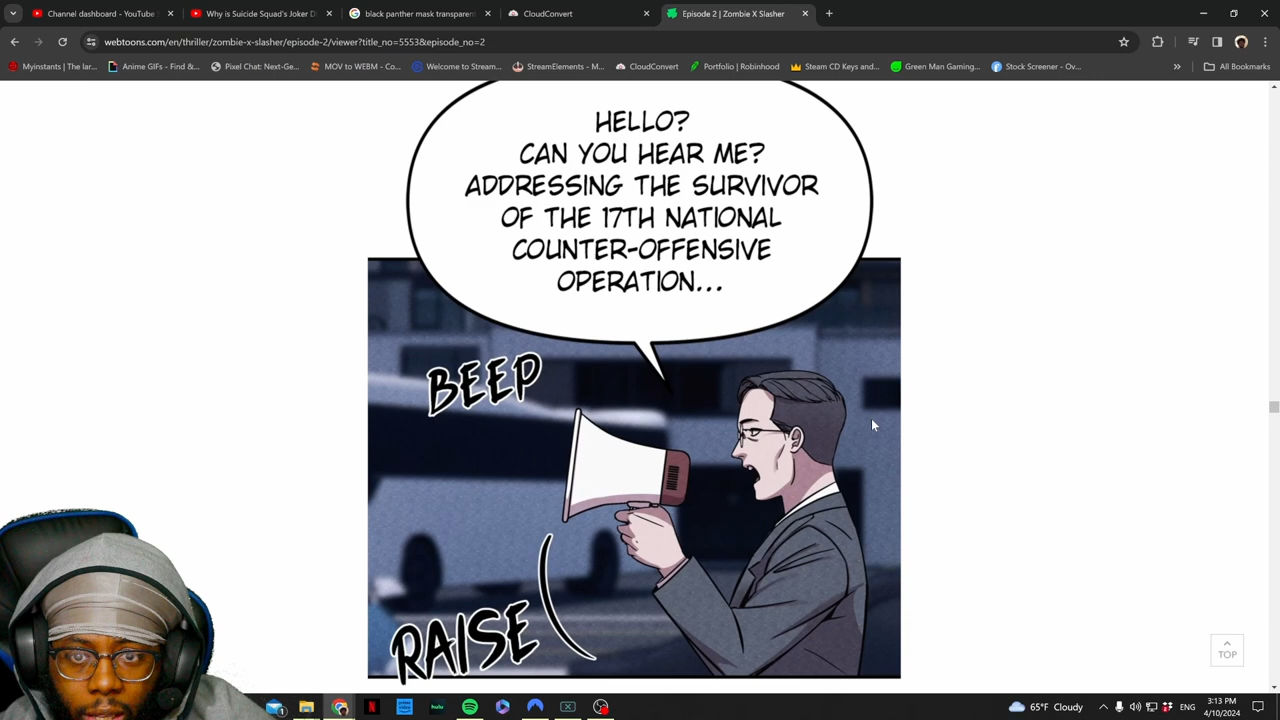 Channel dashboard - YouTube
Why is Suicide Squad's Joker D
black panther mask transparent
CloudConvert
Episode 2 | Zombie X Slasher
webtoons.com/en/thriller/zombie-x-slasher/episode-2/viewer?title_no=5553&episode_no=2
Myinstants | The lar...
Anime GIFs - Find &...
Pixel Chat: Next-Ge...
MOV to WEBM - Co...
Welcome to Stream...
StreamElements - M...
CloudConvert
Portfolio | Robinhood
Steam CD Keys and...
Green Man Gaming...
Stock Screener - Ov...
All Bookmarks
HELLO?
CAN YOU HEAR ME?
ADDRESSING THE SURVIVOR
OF THE 17TH NATIONAL
COUNTER-OFFENSIVE
OPERATION...
BEEP
RAISE
TOP
hulu
65°F Cloudy
ENG
3:13 PM
4/10/2024